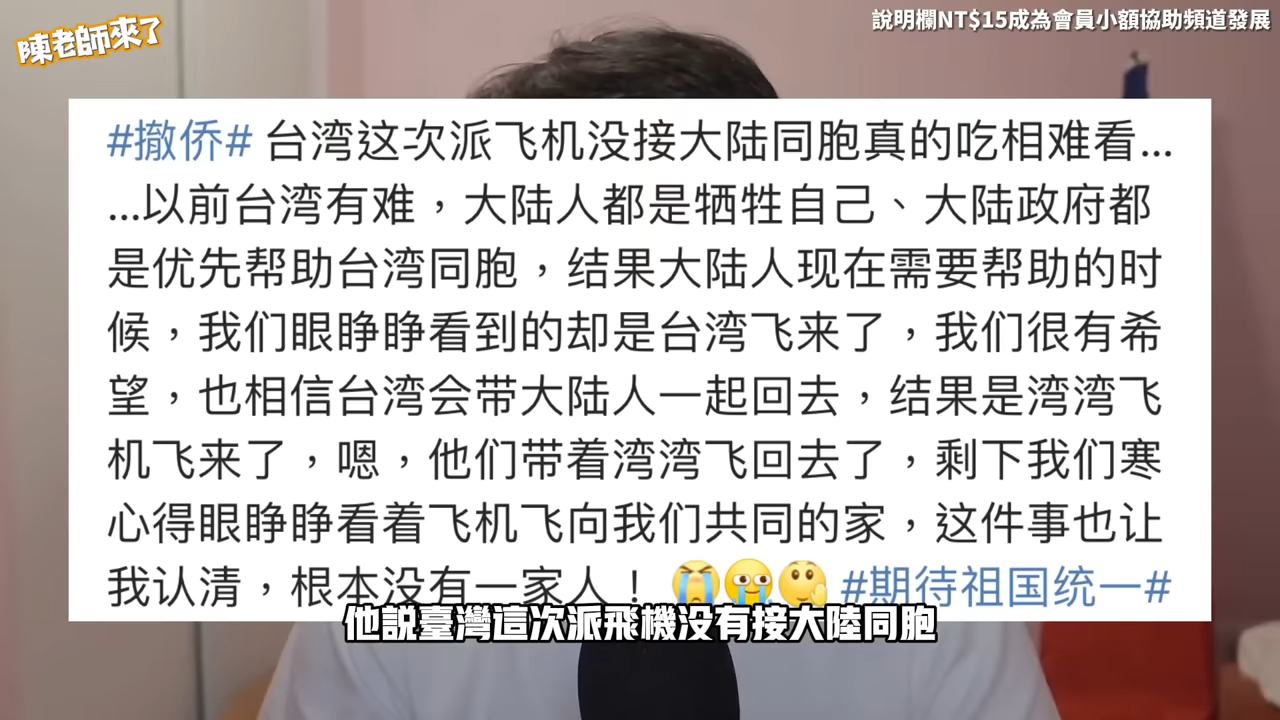 陳老師來了
說明欄NT$15成為會員小額協助頻道發展
#撤侨# 台湾这次派飞机没接大陆同胞真的吃相难看...
...以前台湾有难，大陆人都是牺牲自己、大陆政府都
是优先帮助台湾同胞，结果大陆人现在需要帮助的时
候，我们眼睁睁看到的却是台湾飞来了，我们很有希
望，也相信台湾会带大陆人一起回去，结果是湾湾飞
机飞来了，嗯，他们带着湾湾飞回去了，剩下我们寒
心得眼睁睁看着飞机飞向我们共同的家，这件事也让
我认清，根本没有一家人！ 😭🥹🤔 #期待祖国统一#
他說臺灣這次派飛機没有接大陸同胞